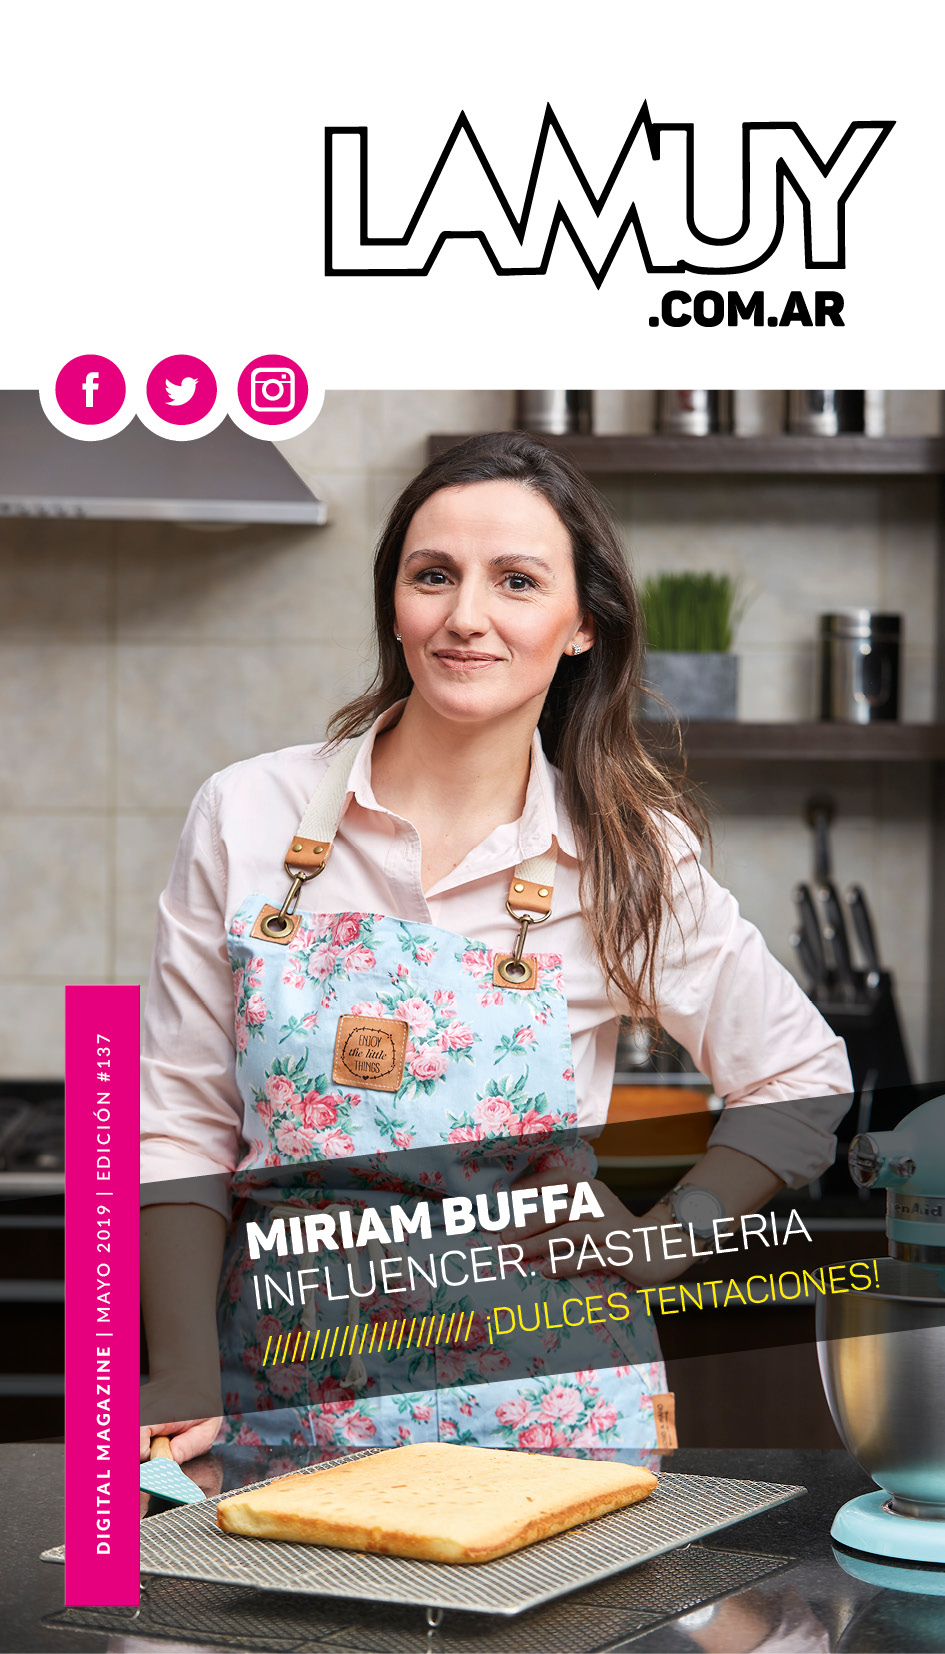 LAMUY
.COM.AR
ENJOY
the little
THINGS
enAid
MIRIAM BUFFA
INFLUENCER. PASTELERIA
////////////////////// ¡DULCES TENTACIONES!
DIGITAL MAGAZINE | MAYO 2019 | EDICIÓN #137